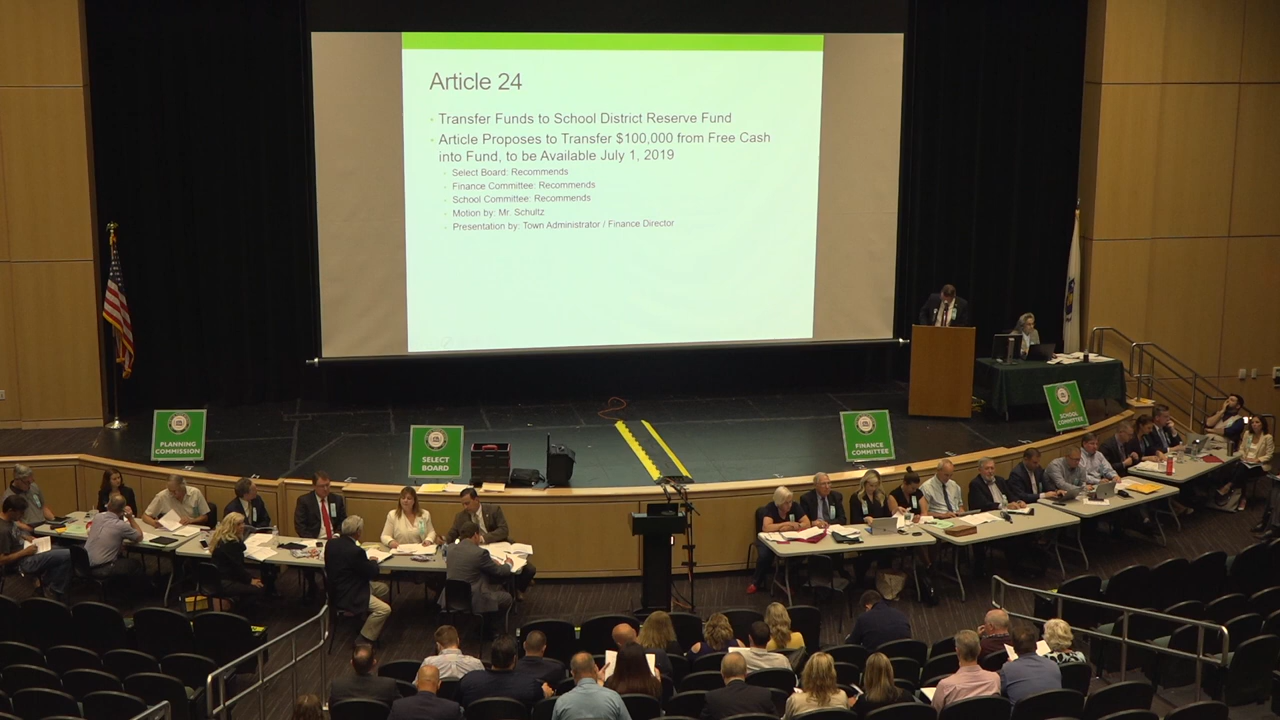 Article 24
Transfer Funds to School District Reserve Fund
Article Proposes to Transfer $100,000 from Free Cash
into Fund, to be Available July 1, 2019
Select Board: Recommends
Finance Committee: Recommends
School Committee: Recommends
Motion by: Mr. Schultz
Presentation by: Town Administrator / Finance Director
PLANNING
COMMISSION
SELECT
BOARD
FINANCE
COMMITTEE
SCHOOL
COMMITTEE